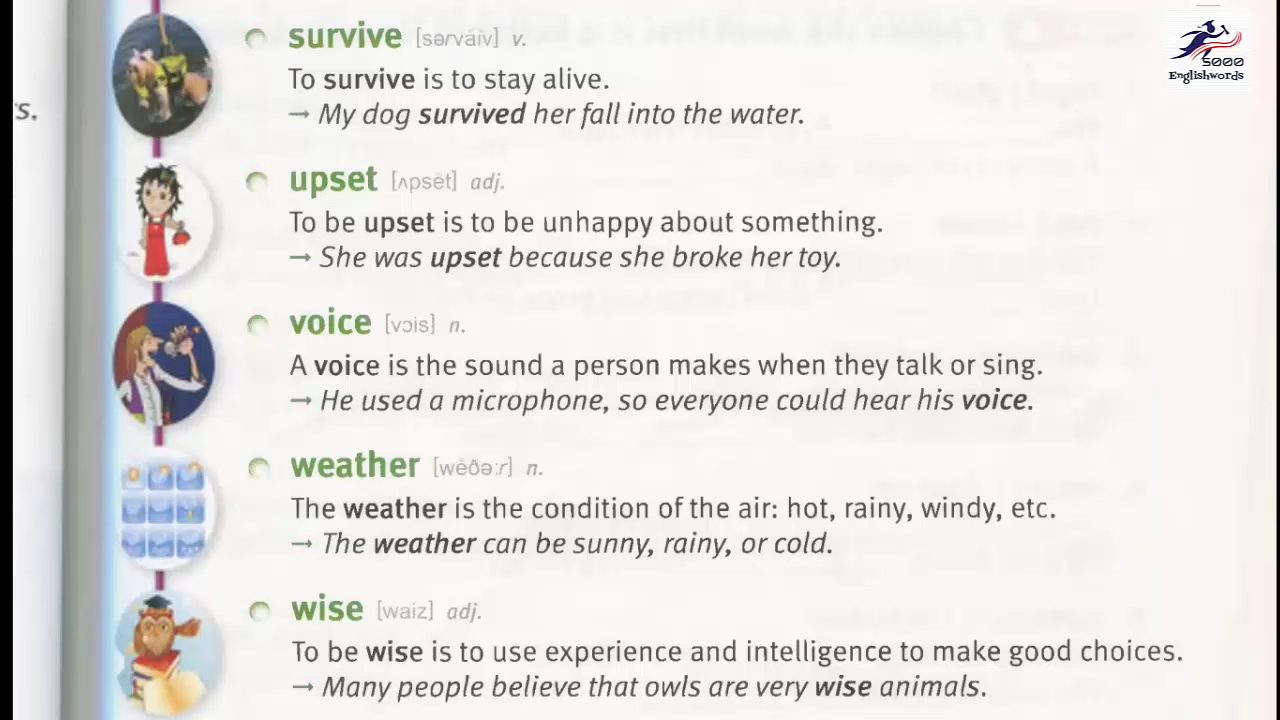 survive [sərváiv] v.
To survive is to stay alive.
→ My dog survived her fall into the water.
upset [ʌpsét] adj.
To be upset is to be unhappy about something.
→ She was upset because she broke her toy.
voice [vɔis] n.
A voice is the sound a person makes when they talk or sing.
→ He used a microphone, so everyone could hear his voice.
weather [wéðə:r] n.
The weather is the condition of the air: hot, rainy, windy, etc.
→ The weather can be sunny, rainy, or cold.
wise [waiz] adj.
To be wise is to use experience and intelligence to make good choices.
→ Many people believe that owls are very wise animals.
s.
5000
Englishwords